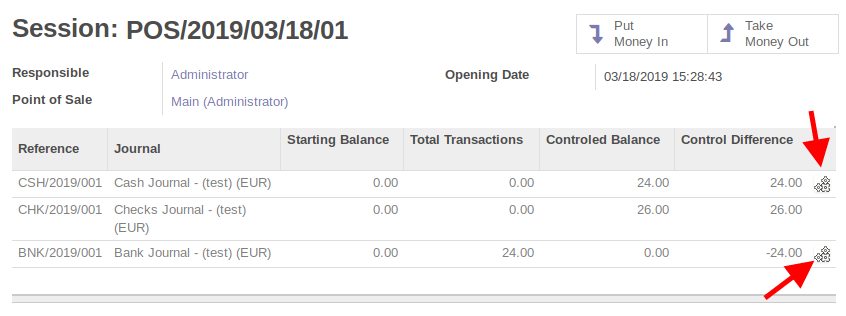 Session: POS/2019/03/18/01
Put
Money In
Take
Money Out
Responsible Administrator
Opening Date 03/18/2019 15:28:43
Point of Sale Main (Administrator)
Reference Journal Starting Balance Total Transactions Controled Balance Control Difference
CSH/2019/001 Cash Journal - (test) (EUR) 0.00 0.00 24.00 24.00
CHK/2019/001 Checks Journal - (test) 0.00 0.00 26.00 26.00
(EUR)
BNK/2019/001 Bank Journal - (test) (EUR) 0.00 24.00 0.00 -24.00